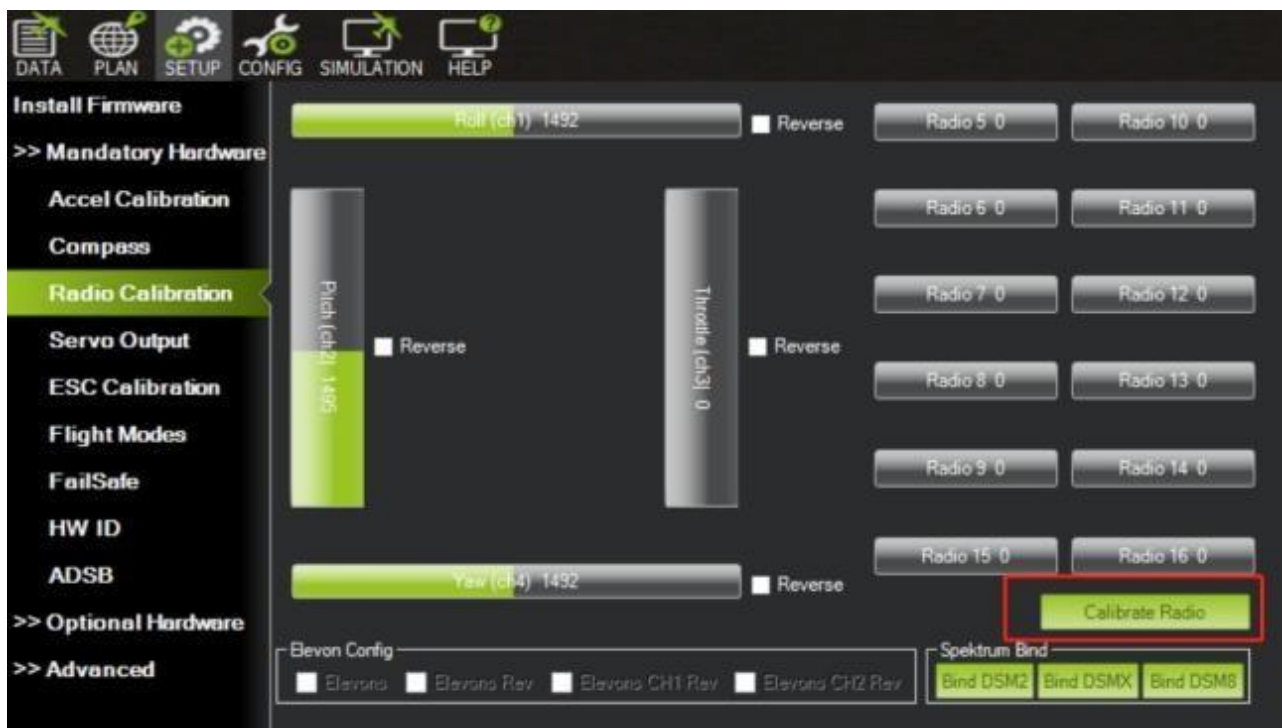 DATA PLAN SETUP CONFIG SIMULATION HELP
Install Firmware
>> Mandatory Hardware
Accel Calibration
Compass
Radio Calibration
Servo Output
ESC Calibration
Flight Modes
FailSafe
HW ID
ADSB
>> Optional Hardware
>> Advanced
Roll (ch1) 1492
Reverse
Pitch (ch2) 1495
Reverse
Throttle (ch3) 0
Reverse
Yaw (ch4) 1492
Reverse
Radio 5 0 Radio 10 0
Radio 6 0 Radio 11 0
Radio 7 0 Radio 12 0
Radio 8 0 Radio 13 0
Radio 9 0 Radio 14 0
Radio 15 0 Radio 16 0
Calibrate Radio
Elevon Config
Elevons Elevons Rev Elevons CH1 Rev Elevons CH2 Rev
Spektrum Bind
Bind DSM2 Bind DSMX Bind DSM8